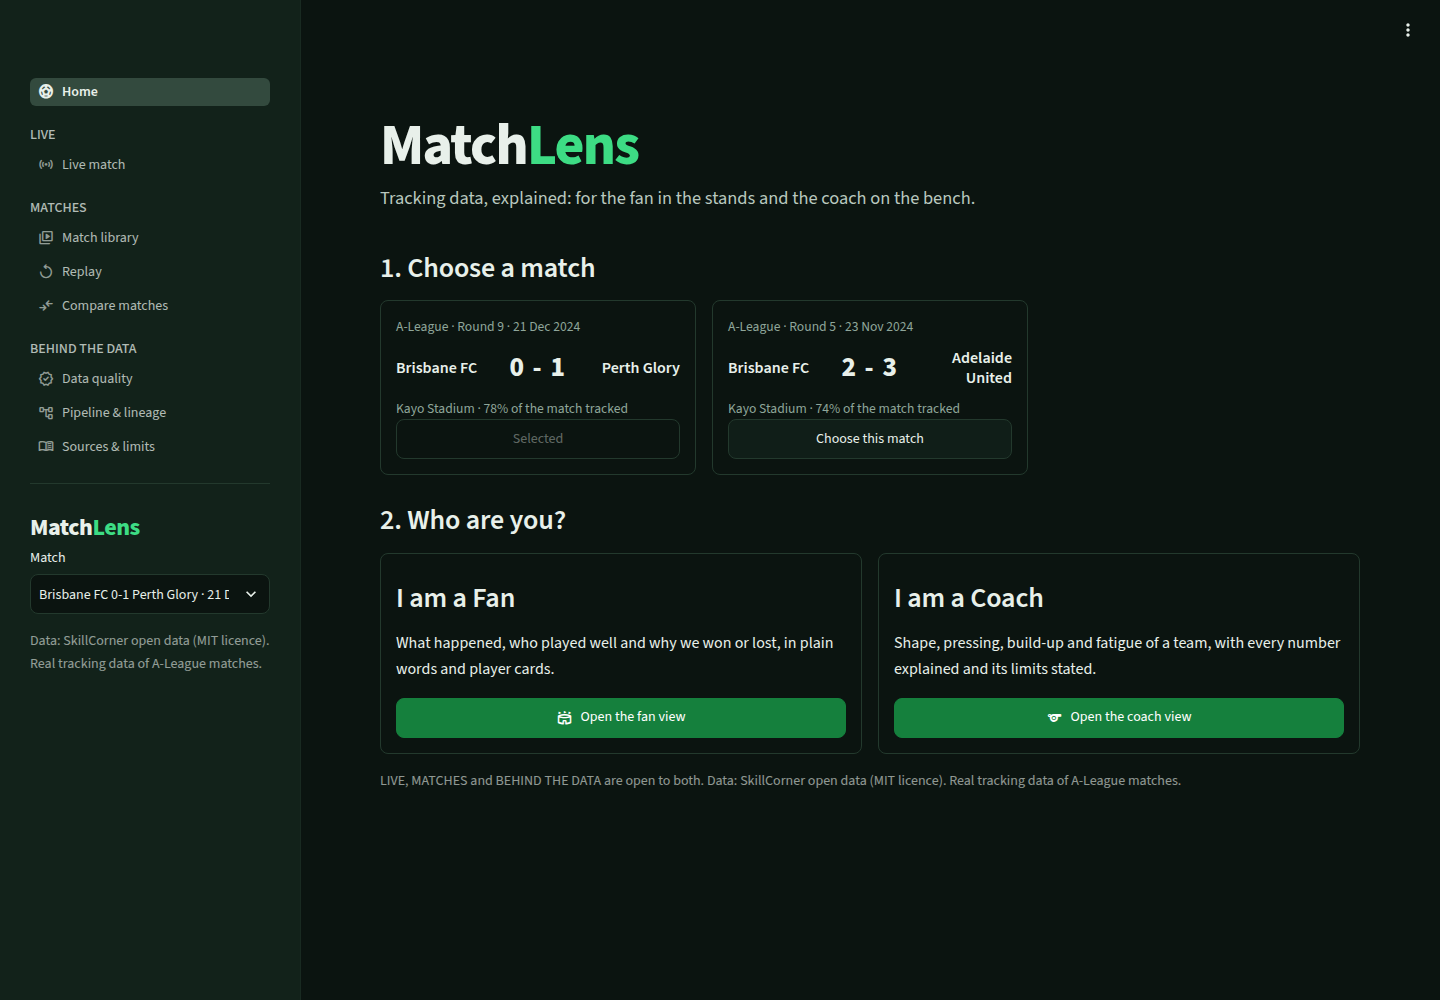 Home
LIVE
Live match
MATCHES
Match library
Replay
Compare matches
BEHIND THE DATA
Data quality
Pipeline & lineage
Sources & limits
MatchLens
Match
Brisbane FC 0-1 Perth Glory · 21
Data: SkillCorner open data (MIT licence).
Real tracking data of A-League matches.
MatchLens
Tracking data, explained: for the fan in the stands and the coach on the bench.
1. Choose a match
A-League · Round 9 · 21 Dec 2024
Brisbane FC 0 - 1 Perth Glory
Kayo Stadium · 78% of the match tracked
Selected
A-League · Round 5 · 23 Nov 2024
Brisbane FC 2 - 3 Adelaide
United
Kayo Stadium · 74% of the match tracked
Choose this match
2. Who are you?
I am a Fan
What happened, who played well and why we won or lost, in plain
words and player cards.
Open the fan view
I am a Coach
Shape, pressing, build-up and fatigue of a team, with every number
explained and its limits stated.
Open the coach view
LIVE, MATCHES and BEHIND THE DATA are open to both. Data: SkillCorner open data (MIT licence). Real tracking data of A-League matches.